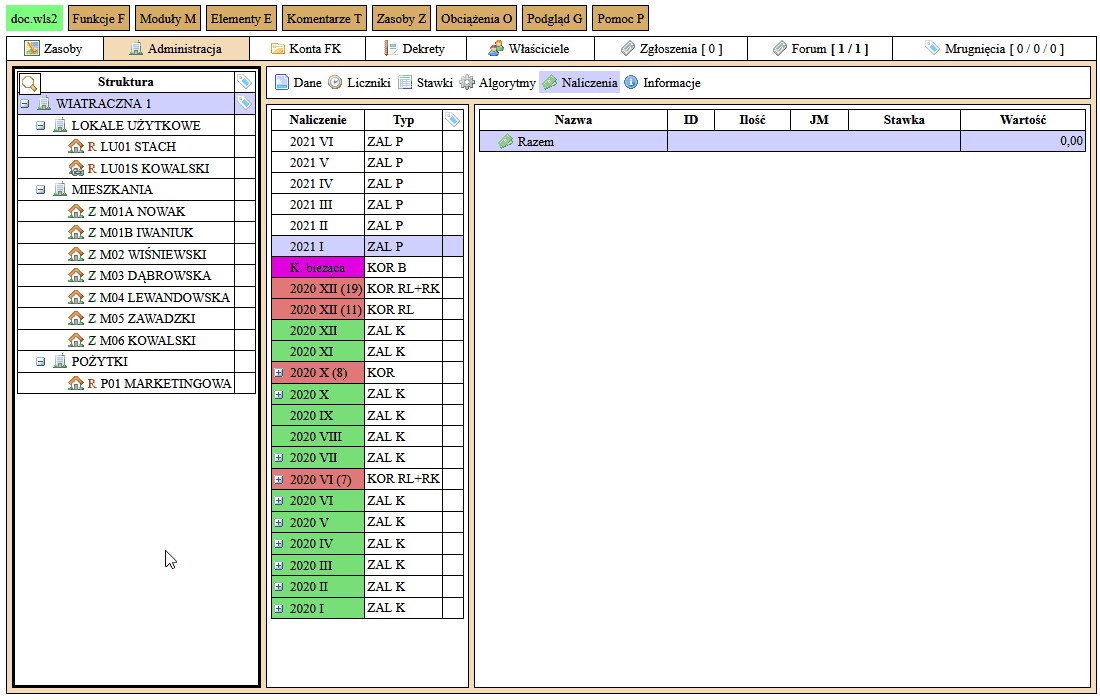 doc.wls2 Funkcje F Moduły M Elementy E Komentarze T Zasoby Z Obciążenia O Podgląd G Pomoc P
Zasoby Administracja Konta FK Dekrety Właściciele Zgłoszenia [ 0 ] Forum [ 1 / 1 ] Mrugnięcia [ 0 / 0 / 0 ]
Struktura
WIATRACZNA 1
LOKALE UŻYTKOWE
R LU01 STACH
R LU01S KOWALSKI
MIESZKANIA
Z M01A NOWAK
Z M01B IWANIUK
Z M02 WIŚNIEWSKI
Z M03 DĄBROWSKA
Z M04 LEWANDOWSKA
Z M05 ZAWADZKI
Z M06 KOWALSKI
POŻYTKI
R P01 MARKETINGOWA
Dane Liczniki Stawki Algorytmy Naliczenia Informacje
Naliczenie Typ
2021 VI ZAL P
2021 V ZAL P
2021 IV ZAL P
2021 III ZAL P
2021 II ZAL P
2021 I ZAL P
K. bieżąca KOR B
2020 XII (19) KOR RL+RK
2020 XII (11) KOR RL
2020 XII ZAL K
2020 XI ZAL K
2020 X (8) KOR
2020 X ZAL K
2020 IX ZAL K
2020 VIII ZAL K
2020 VII ZAL K
2020 VI (7) KOR RL+RK
2020 VI ZAL K
2020 V ZAL K
2020 IV ZAL K
2020 III ZAL K
2020 II ZAL K
2020 I ZAL K
Nazwa ID Ilość JM Stawka Wartość
Razem 0,00